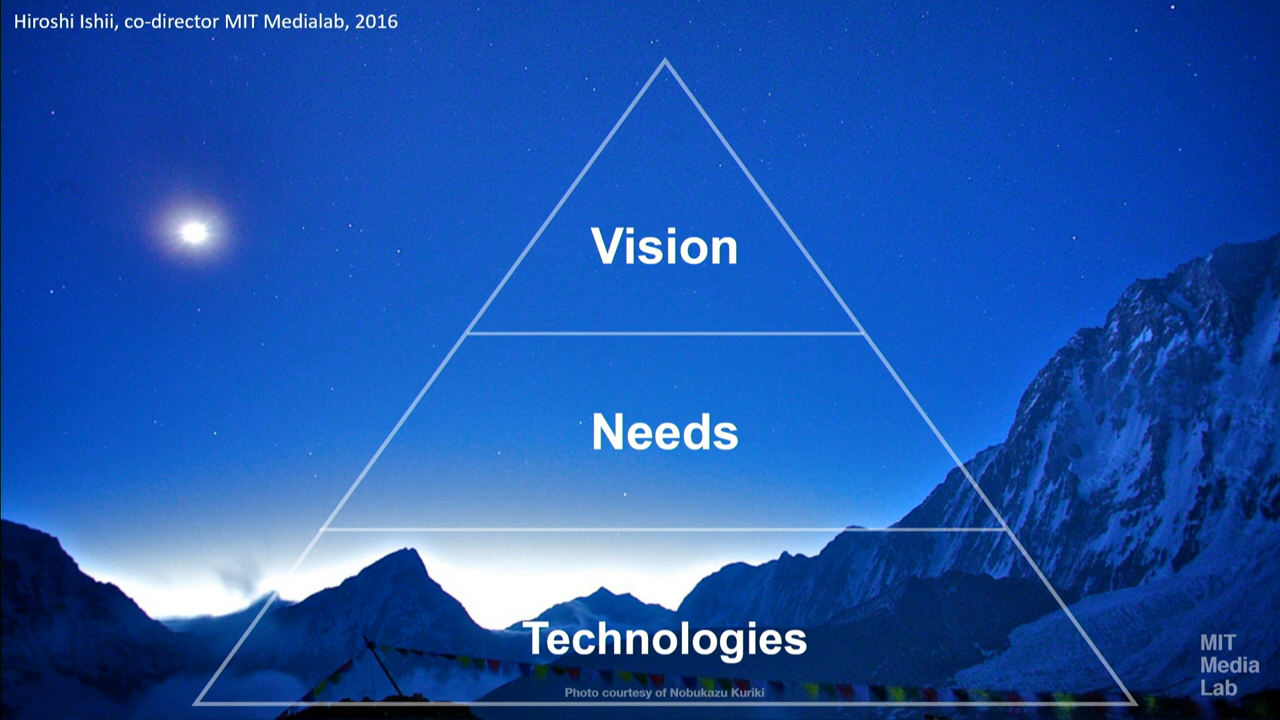 Hiroshi Ishii, co-director MIT Medialab, 2016
Vision
Needs
Technologies
Photo courtesy of Nobukazu Kuriki
MIT
Media
Lab